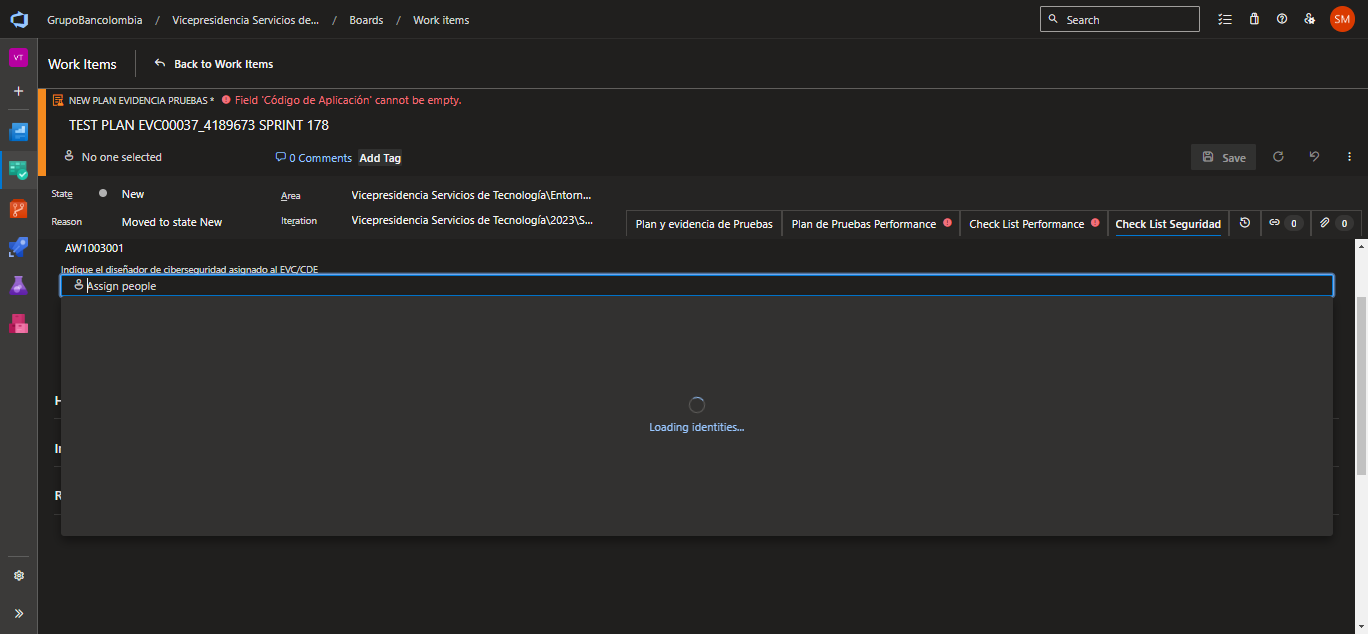 GrupoBancolombia / Vicepresidencia Servicios de... / Boards / Work items
Search
SM
VT
Work Items
Back to Work Items
NEW PLAN EVIDENCIA PRUEBAS * Field 'Código de Aplicación' cannot be empty.
TEST PLAN EVC00037_4189673 SPRINT 178
No one selected
0 Comments
Add Tag
Save
State
New
Area
Vicepresidencia Servicios de Tecnología\Entorn...
Reason
Moved to state New
Iteration
Vicepresidencia Servicios de Tecnología\2023\S...
Plan y evidencia de Pruebas
Plan de Pruebas Performance
Check List Performance
Check List Seguridad
0
0
AW1003001
Indique el diseñador de ciberseguridad asignado al EVC/CDE
Assign people
Loading identities...
H
In
R